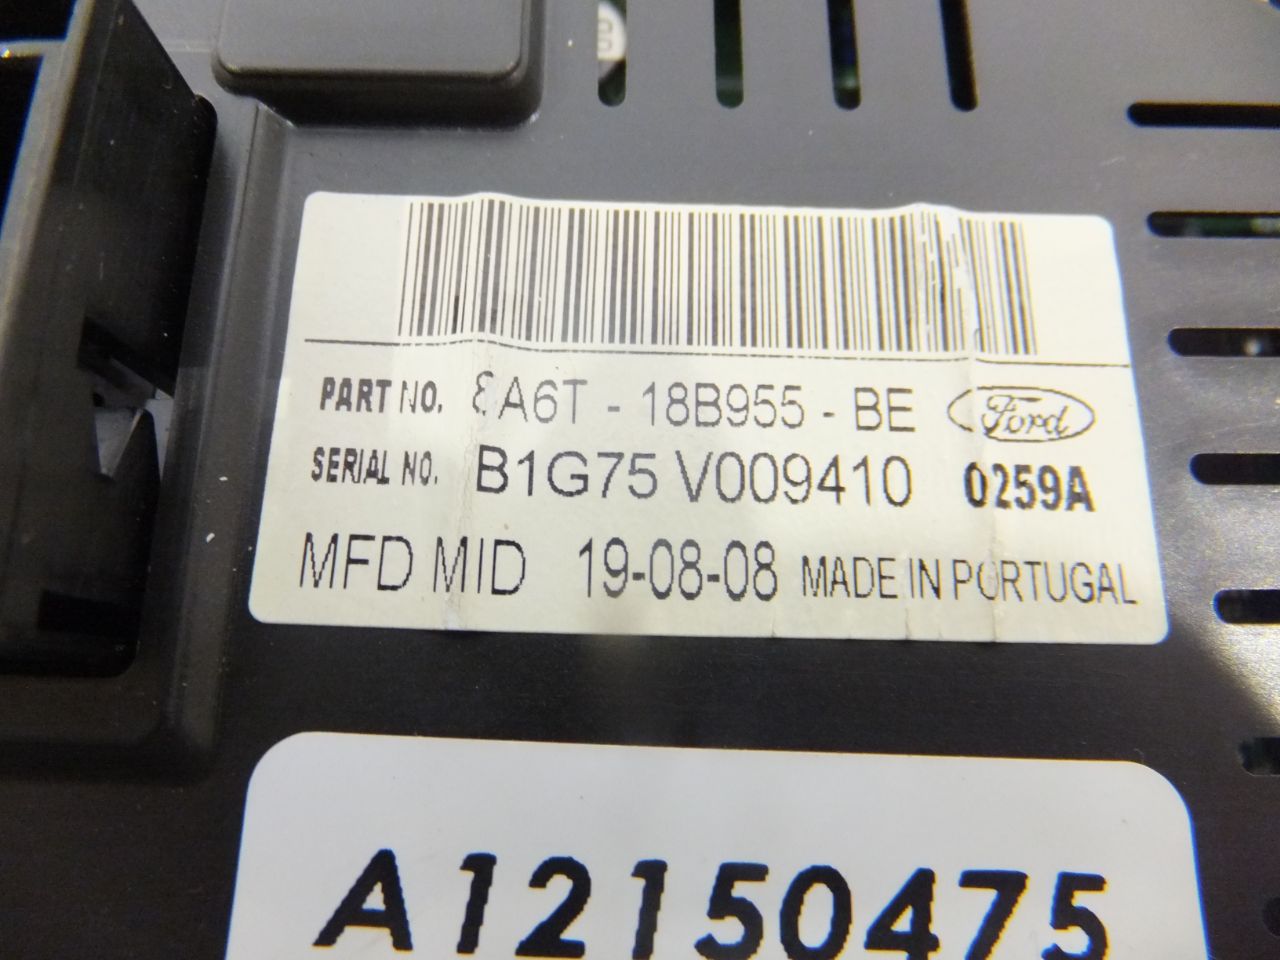 PART NO. 8A6T - 18B955 - BE Ford
SERIAL NO. B1G75 V009410 0259A
MFD MID 19-08-08 MADE IN PORTUGAL
A12150475